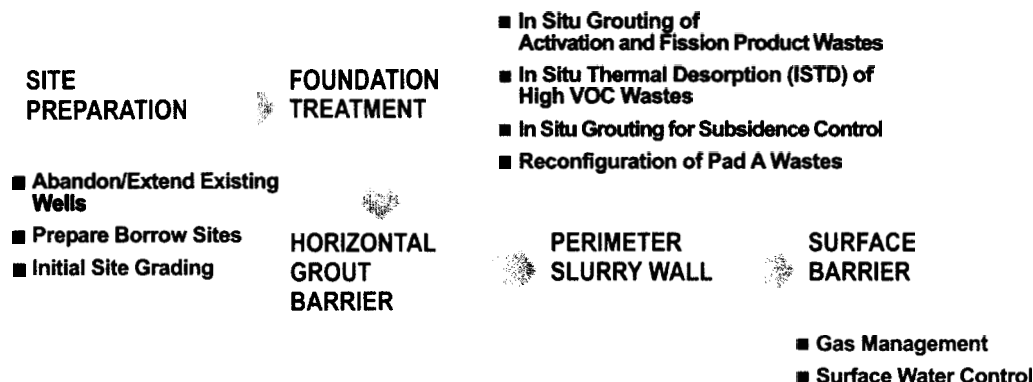 SITE
PREPARATION
■ Abandon/Extend Existing
Wells
■ Prepare Borrow Sites
■ Initial Site Grading
FOUNDATION
TREATMENT
■ In Situ Grouting of
Activation and Fission Product Wastes
■ In Situ Thermal Desorption (ISTD) of
High VOC Wastes
■ In Situ Grouting for Subsidence Control
■ Reconfiguration of Pad A Wastes
HORIZONTAL
GROUT
BARRIER
PERIMETER
SLURRY WALL
SURFACE
BARRIER
■ Gas Management
■ Surface Water Control